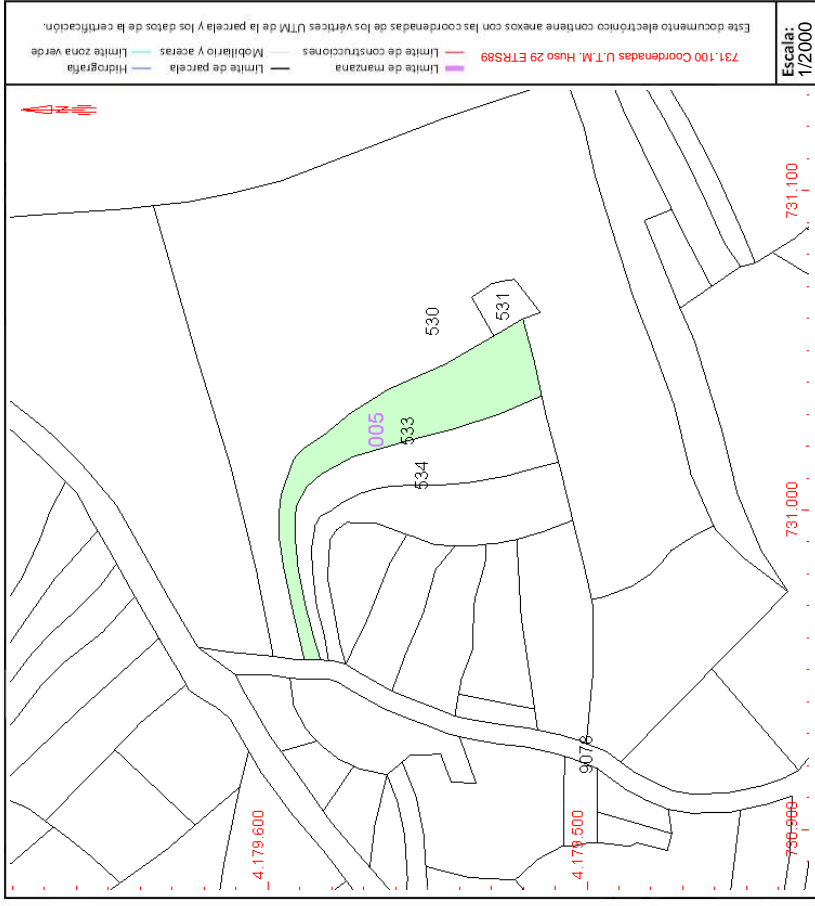 Este documento electrónico contiene anexos con las coordenadas de los vértices UTM de la parcela y los datos de la certificación.
731.100 Coordenadas U.T.M. Huso 29 ETRS89
Límite de manzana
Límite de parcela
Hidrografía
Límite de construcciones
Mobiliario y aceras
Límite zona verde
Escala:
1/2000
731.100
531
530
005
533
534
731.000
9078
4.179.600
4.179.500
730.900